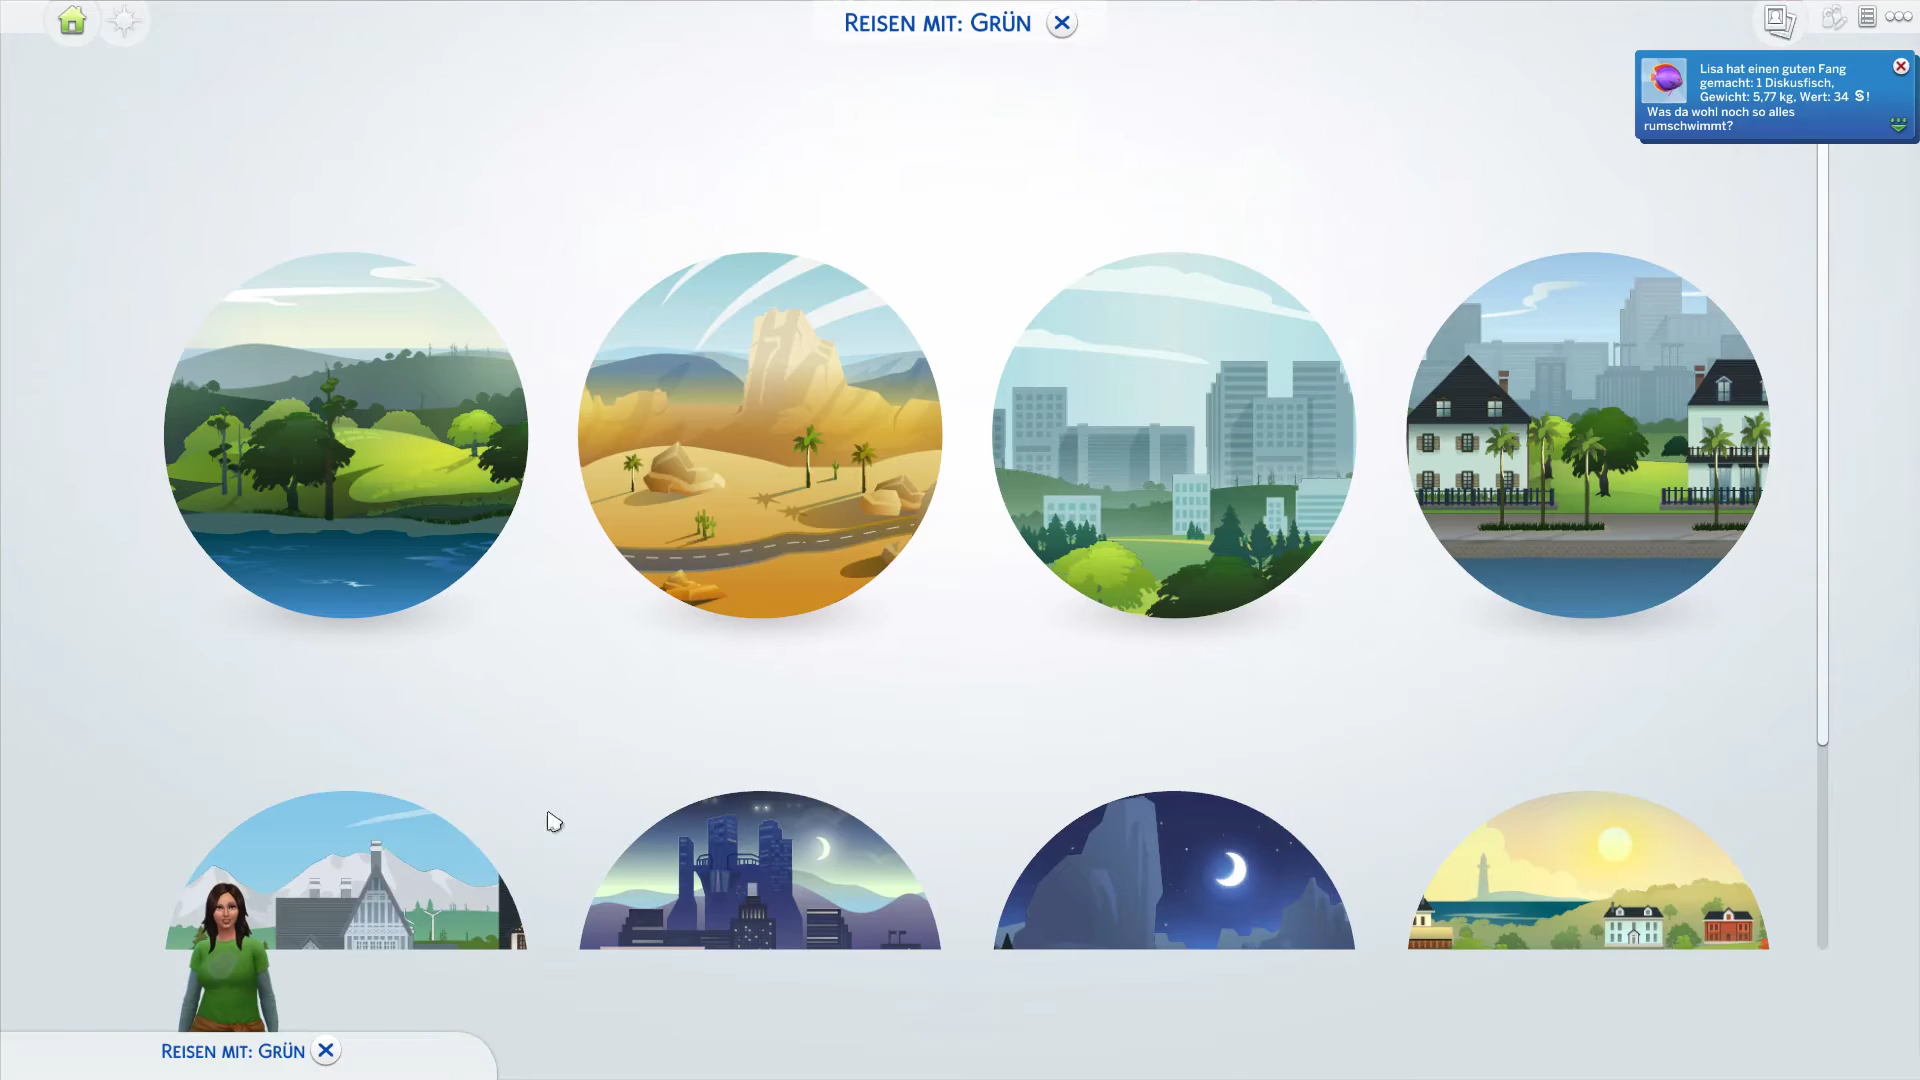 REISEN MIT: GRÜN
Lisa hat einen guten Fang
gemacht: 1 Diskusfisch,
Gewicht: 5,77 kg, Wert: 34 §!
Was da wohl noch so alles
rumschwimmt?
REISEN MIT: GRÜN